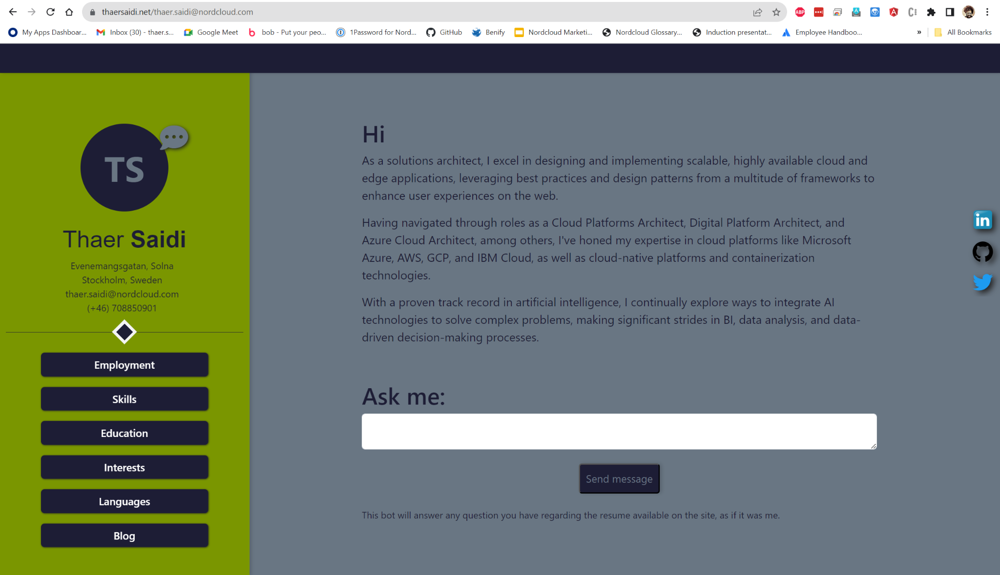 thaersaidi.net/thaer.saidi@nordcloud.com
ABP
My Apps Dashboar...
Inbox (30) - thaer.s...
Google Meet
bob - Put your peo...
1Password for Nord...
GitHub
Benify
Nordcloud Marketi...
Nordcloud Glossary...
Induction presentat...
Employee Handboo...
»
All Bookmarks
TS
Thaer Saidi
Evenemangsgatan, Solna
Stockholm, Sweden
thaer.saidi@nordcloud.com
(+46) 708850901
Employment
Skills
Education
Interests
Languages
Blog
Hi
As a solutions architect, I excel in designing and implementing scalable, highly available cloud and
edge applications, leveraging best practices and design patterns from a multitude of frameworks to
enhance user experiences on the web.
Having navigated through roles as a Cloud Platforms Architect, Digital Platform Architect, and
Azure Cloud Architect, among others, I've honed my expertise in cloud platforms like Microsoft
Azure, AWS, GCP, and IBM Cloud, as well as cloud-native platforms and containerization
technologies.
With a proven track record in artificial intelligence, I continually explore ways to integrate AI
technologies to solve complex problems, making significant strides in BI, data analysis, and data-
driven decision-making processes.
Ask me:
Send message
This bot will answer any question you have regarding the resume available on the site, as if it was me.
in